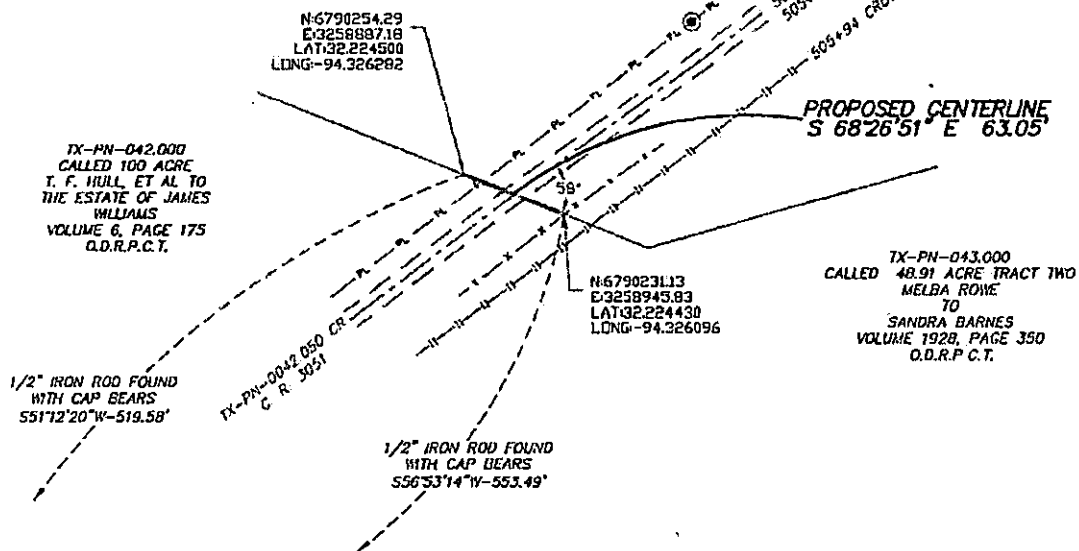 N:6790254.29
E:3258887.18
LAT:32.224500
LONG:-94.326282
505+94
PROPOSED CENTERLINE
S 68°26'51" E 63.05'
TX-PN-042.000
CALLED 100 ACRE
T. F. HULL, ET AL TO
THE ESTATE OF JAMES
WILLIAMS
VOLUME 6, PAGE 175
O.D.R.P.C.T.
58'
N:6790231.13
E:3258945.83
LAT:32.224430
LONG:-94.326096
TX-PN-043.000
CALLED 48.91 ACRE TRACT TWO
MELBA ROWE
TO
SANDRA BARNES
VOLUME 1928, PAGE 350
O.D.R.P C.T.
TX-PN-0042.050 CR
C. R. 3051
1/2" IRON ROD FOUND
WITH CAP BEARS
S51°12'20"W-519.58'
1/2" IRON ROD FOUND
WITH CAP BEARS
S56°53'14"W-553.49'